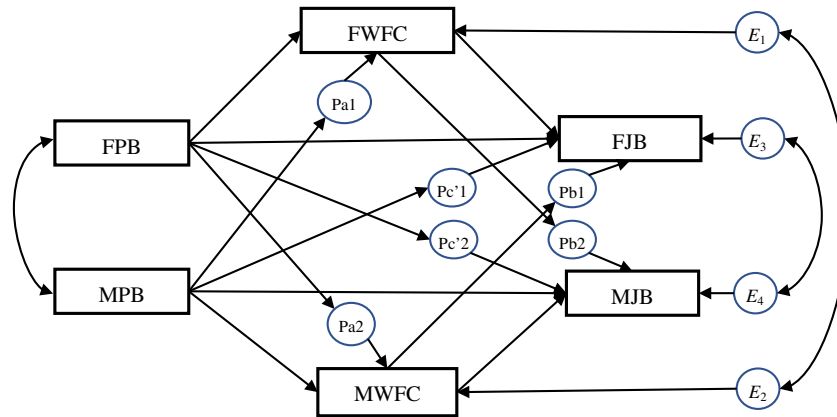 FWFC
E₁
Pa1
FPB
FJB
E₃
Pc'1
Pb1
Pc'2
Pb2
MPB
MJB
E₄
Pa2
MWFC
E₂